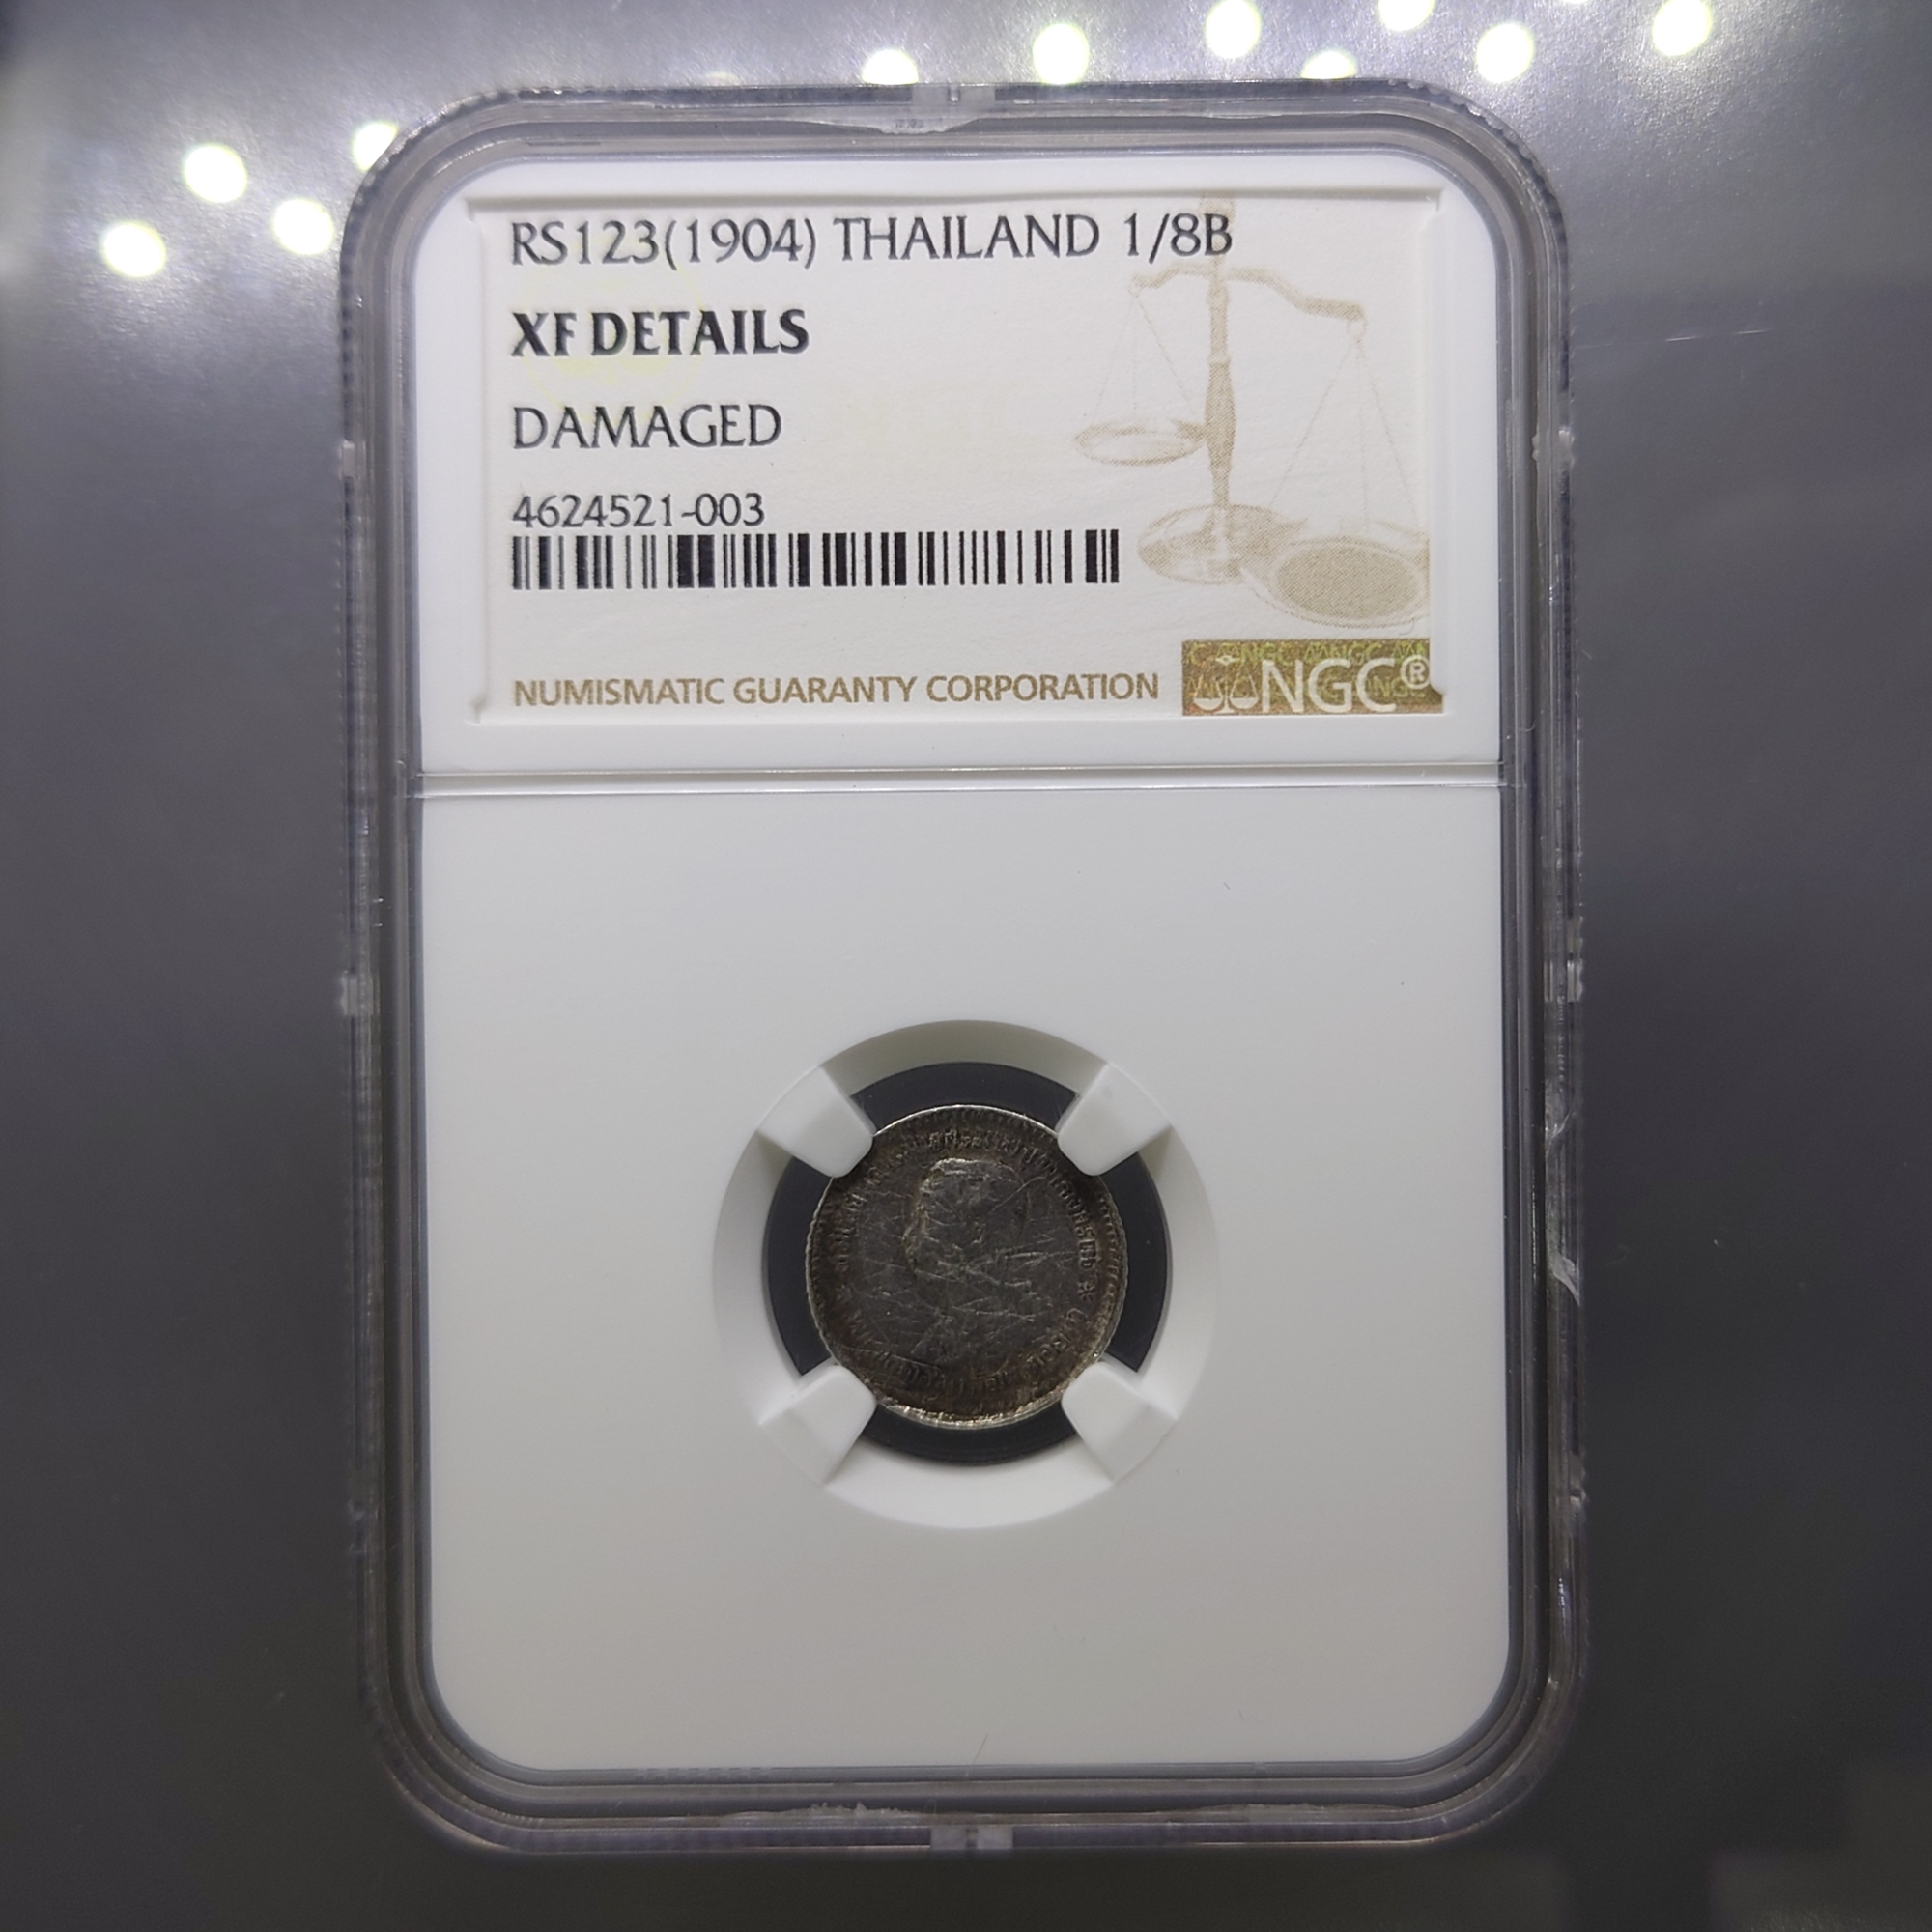 RS123(1904) THAILAND 1/8B
XF DETAILS
DAMAGED
4624521-003
NUMISMATIC GUARANTY CORPORATION NGC®